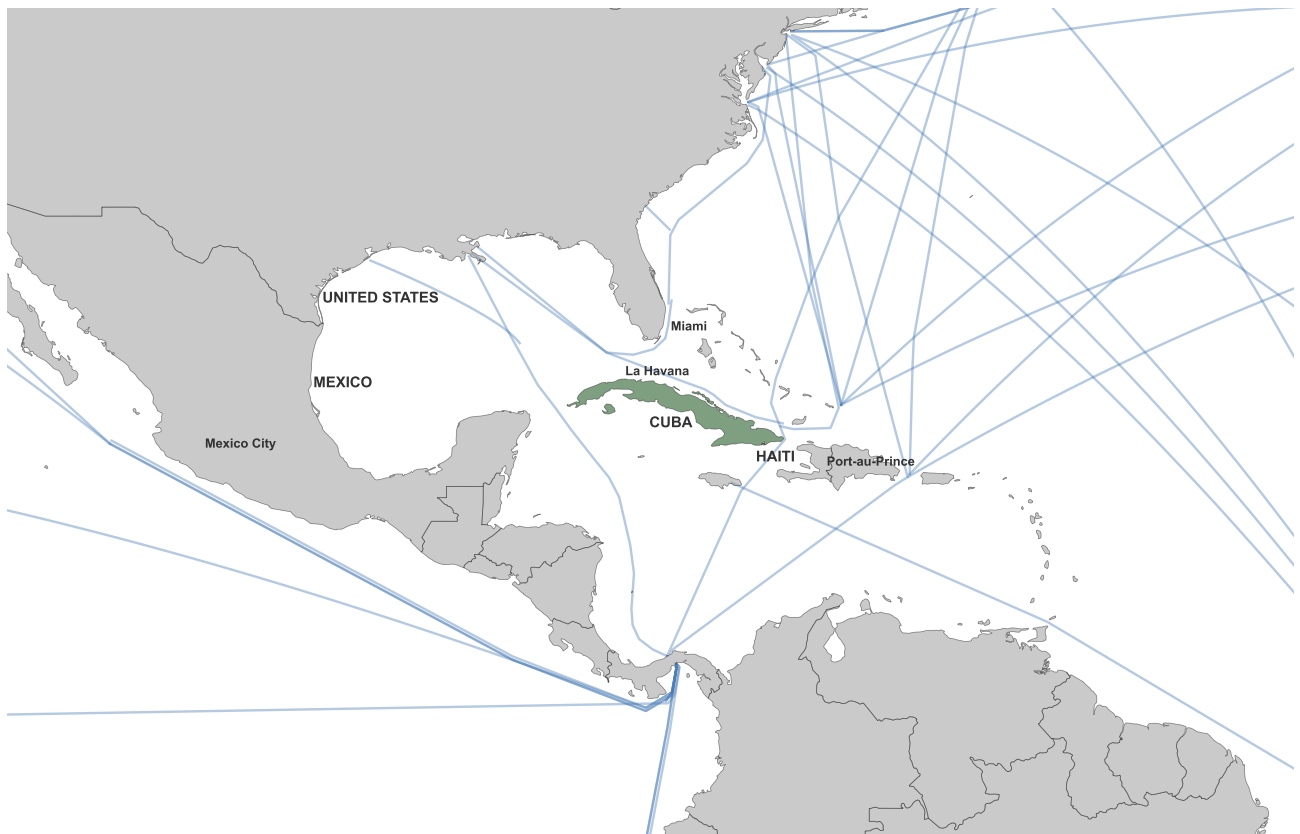 UNITED STATES
Miami
La Havana
MEXICO
CUBA
Mexico City
HAITI
Port-au-Prince